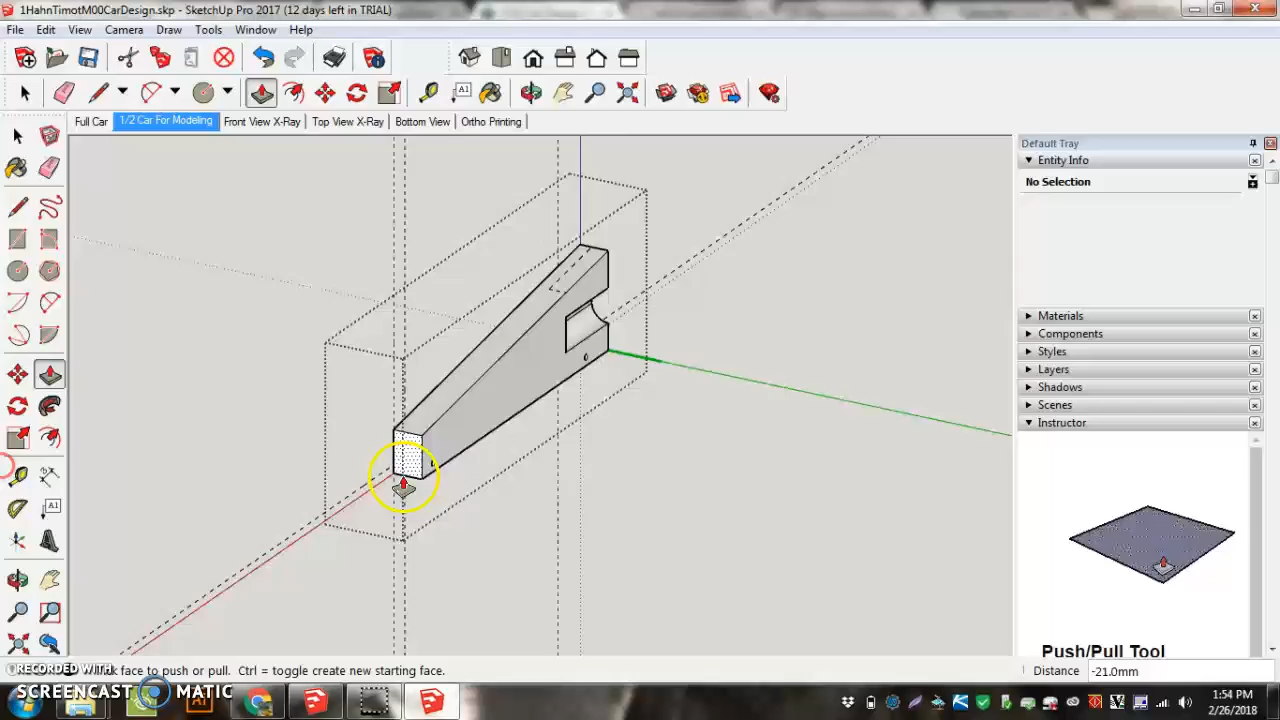 1HahnTimotM00CarDesign.skp - SketchUp Pro 2017 (12 days left in TRIAL)
File Edit View Camera Draw Tools Window Help
A1
Full Car 1/2 Car For Modeling Front View X-Ray Top View X-Ray Bottom View Ortho Printing
Default Tray
Entity Info
No Selection
Materials
Components
Styles
Layers
Shadows
Scenes
Instructor
A1
Push/Pull Tool
face to push or pull. Ctrl = toggle create new starting face.
Distance -21.0mm
RECORDED WITH
SCREENCAST MATIC
Ai
1:54 PM
2/26/2018